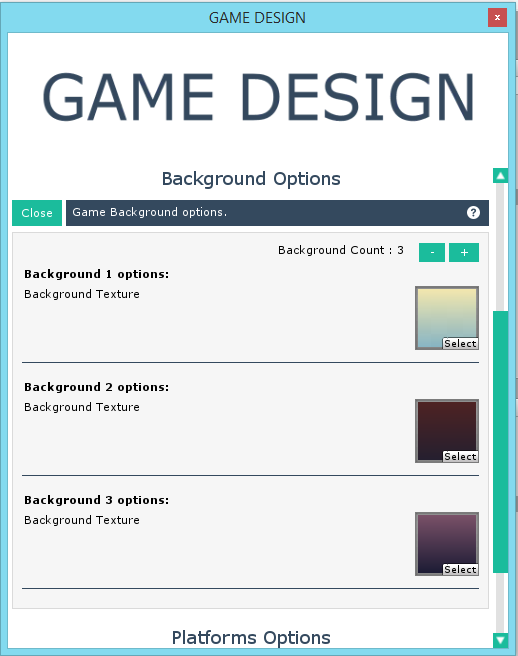 GAME DESIGN
x
GAME DESIGN
Background Options
Close
Game Background options.
?
Background Count : 3
-
+
Background 1 options:
Background Texture
Select
Background 2 options:
Background Texture
Select
Background 3 options:
Background Texture
Select
Platforms Options